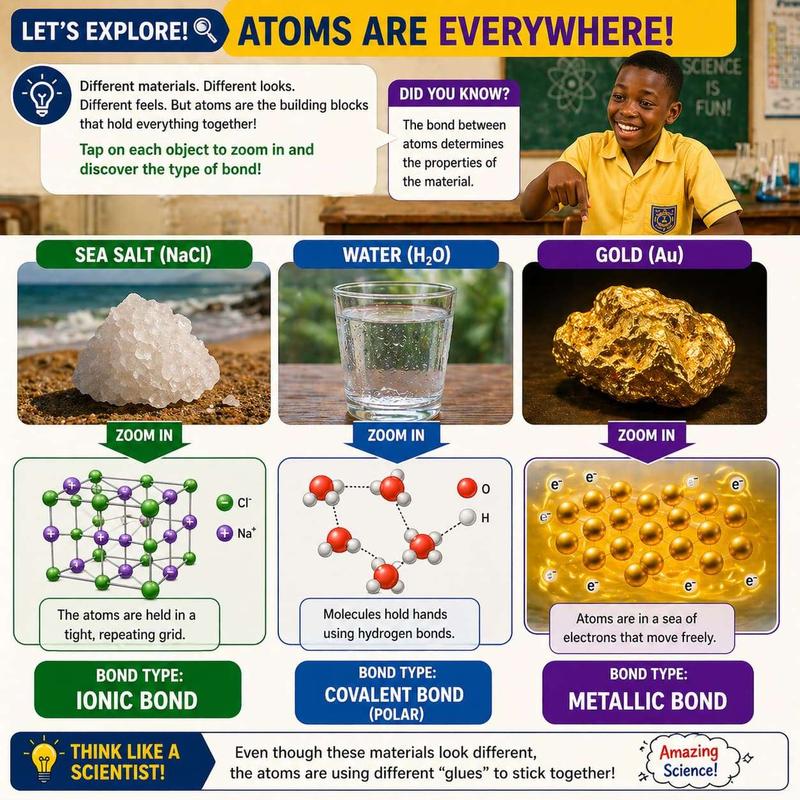 LET'S EXPLORE!
ATOMS ARE EVERYWHERE!
SCIENCE
IS
FUN!
Different materials. Different looks.
Different feels. But atoms are the building blocks
that hold everything together!
Tap on each object to zoom in and
discover the type of bond!
DID YOU KNOW?
The bond between
atoms determines
the properties of
the material.
SEA SALT (NaCl)
WATER (H₂O)
GOLD (Au)
ZOOM IN
ZOOM IN
ZOOM IN
Cl⁻
Na⁺
O
H
e⁻
e⁻
e⁻
e⁻
e⁻
e⁻
e⁻
e⁻
e⁻
The atoms are held in a
tight, repeating grid.
Molecules hold hands
using hydrogen bonds.
Atoms are in a sea of
electrons that move freely.
BOND TYPE:
IONIC BOND
BOND TYPE:
COVALENT BOND
(POLAR)
BOND TYPE:
METALLIC BOND
THINK LIKE A
SCIENTIST!
Even though these materials look different,
the atoms are using different “glues” to stick together!
Amazing
Science!